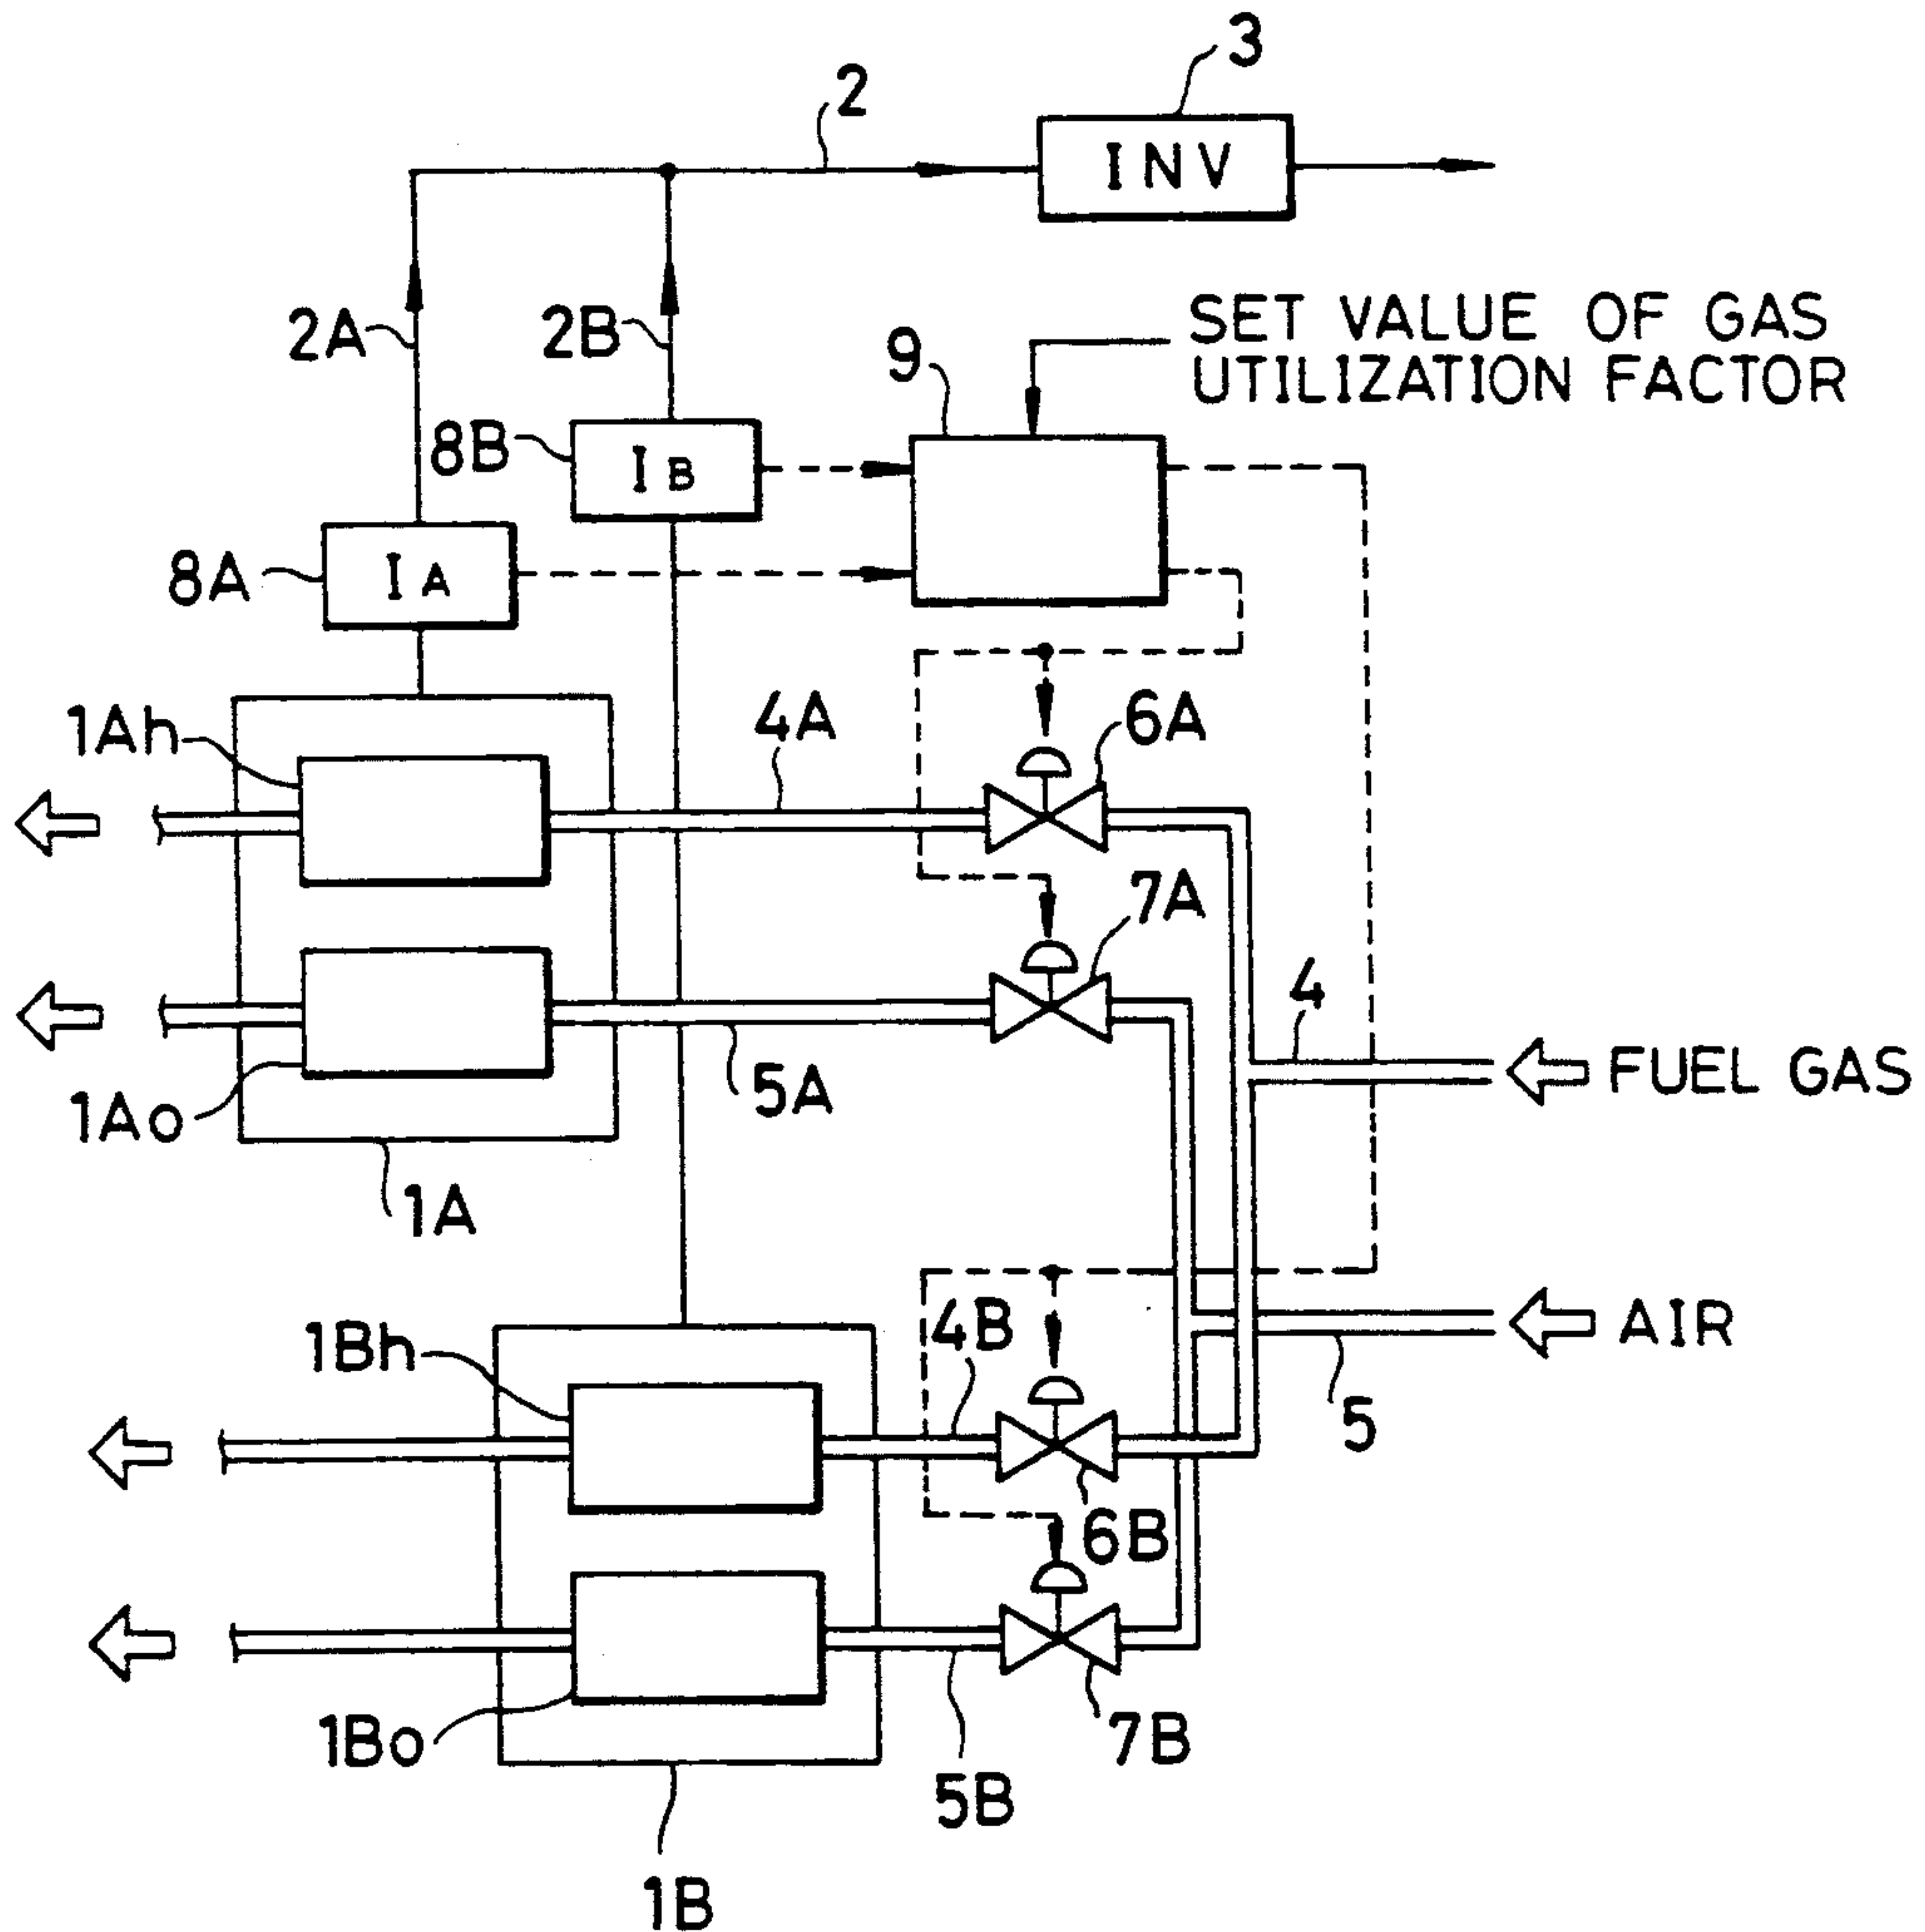 3
2
INV
2A
2B
SET VALUE OF GAS
UTILIZATION FACTOR
9
8B
IB
8A
IA
1Ah
4A
6A
7A
4
FUEL GAS
1Ao
5A
1A
1Bh
4B
AIR
5
6B
1Bo
7B
5B
1B